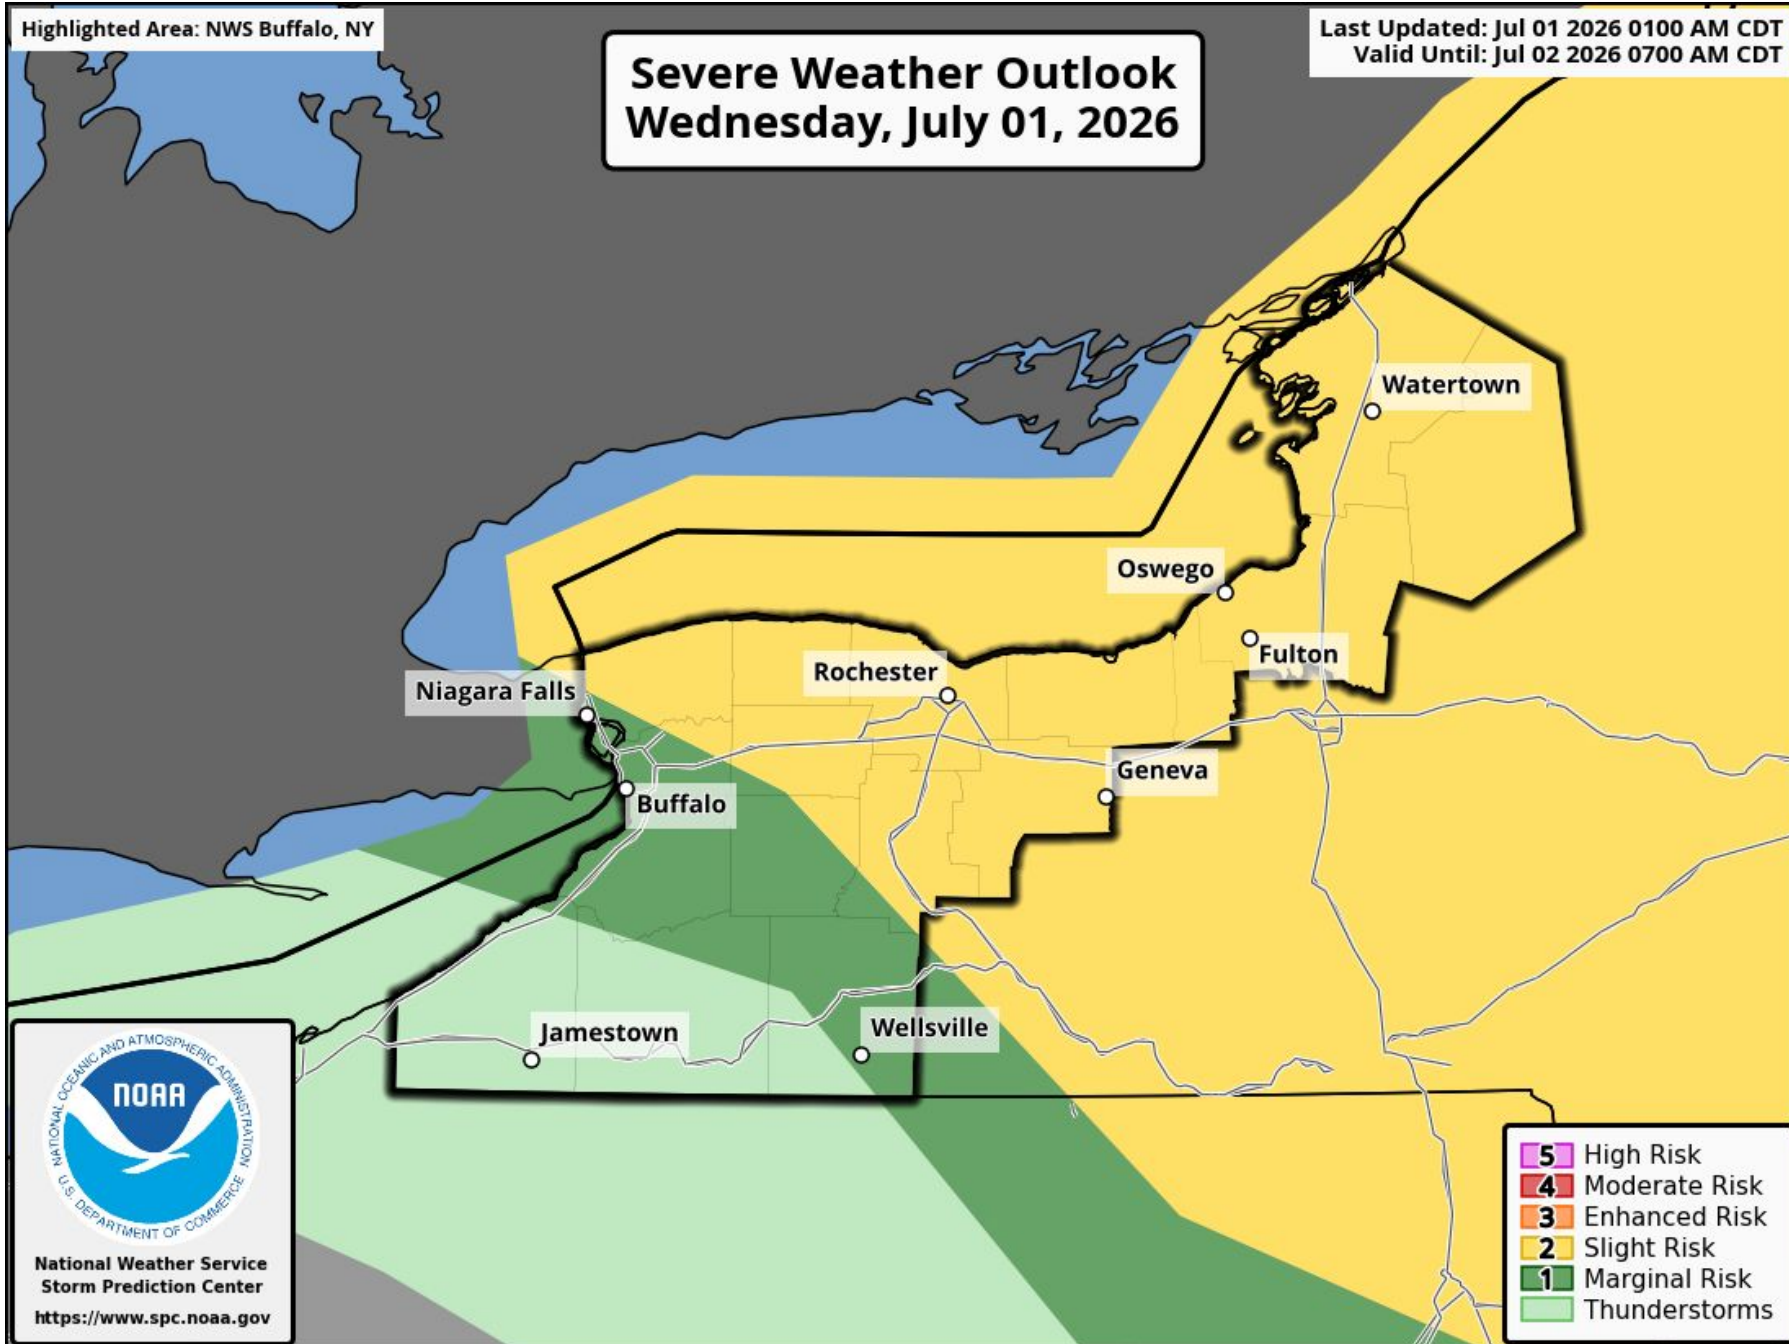 Highlighted Area: NWS Buffalo, NY
Last Updated: Jul 01 2026 0100 AM CDT
Valid Until: Jul 02 2026 0700 AM CDT
Severe Weather Outlook
Wednesday, July 01, 2026
Watertown
Oswego
Fulton
Rochester
Niagara Falls
Geneva
Buffalo
Jamestown
Wellsville
NATIONAL OCEANIC AND ATMOSPHERIC ADMINISTRATION
NOAA
U.S. DEPARTMENT OF COMMERCE
National Weather Service
Storm Prediction Center
https://www.spc.noaa.gov
5 High Risk
4 Moderate Risk
3 Enhanced Risk
2 Slight Risk
1 Marginal Risk
Thunderstorms